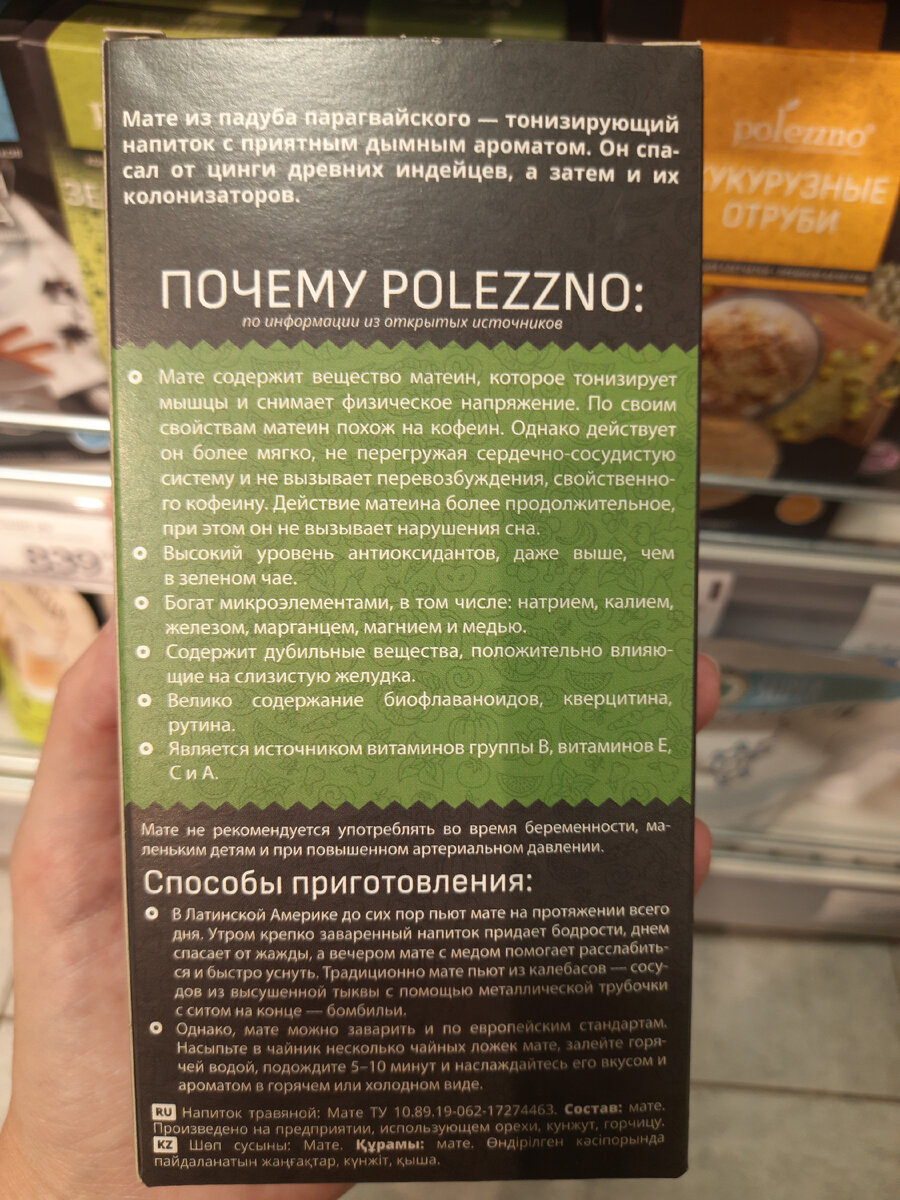 Мате из падуба парагвайского — тонизирующий
напиток с приятным дымным ароматом. Он спа-
сал от цинги древних индейцев, а затем и их
колонизаторов.
ПОЧЕМУ POLEZZNO:
по информации из открытых источников
Мате содержит вещество матеин, которое тонизирует
мышцы и снимает физическое напряжение. По своим
свойствам матеин похож на кофеин. Однако действует
он более мягко, не перегружая сердечно-сосудистую
систему и не вызывает перевозбуждения, свойственно-
го кофеину. Действие матеина более продолжительное,
при этом он не вызывает нарушения сна.
Высокий уровень антиоксидантов, даже выше, чем
в зеленом чае.
Богат микроэлементами, в том числе: натрием, калием,
железом, марганцем, магнием и медью.
Содержит дубильные вещества, положительно влияю-
щие на слизистую желудка.
Велико содержание биофлаваноидов, кверцитина,
рутина.
Является источником витаминов группы В, витаминов Е,
С и А.
Мате не рекомендуется употреблять во время беременности, ма-
леньким детям и при повышенном артериальном давлении.
Способы приготовления:
В Латинской Америке до сих пор пьют мате на протяжении всего
дня. Утром крепко заваренный напиток придает бодрости, днем
спасает от жажды, а вечером мате с медом помогает расслабить-
ся и быстро уснуть. Традиционно мате пьют из калебасов — сосу-
дов из высушенной тыквы с помощью металлической трубочки
с ситом на конце — бомбильи.
Однако, мате можно заварить и по европейским стандартам.
Насыпьте в чайник несколько чайных ложек мате, залейте горя-
чей водой, подождите 5–10 минут и наслаждайтесь его вкусом и
ароматом в горячем или холодном виде.
RU Напиток травяной: Мате ТУ 10.89.19-062-17274463. Состав: мате.
Произведено на предприятии, использующем орехи, кунжут, горчицу.
KZ Шөп сусыны: Мате. Құрамы: мате. Өндірілген кәсіпорында
пайдаланатын жаңғақтар, күнжіт, қыша.
polezzno®
УКУРУЗНЫЕ
ОТРУБИ
839
ЗЕ